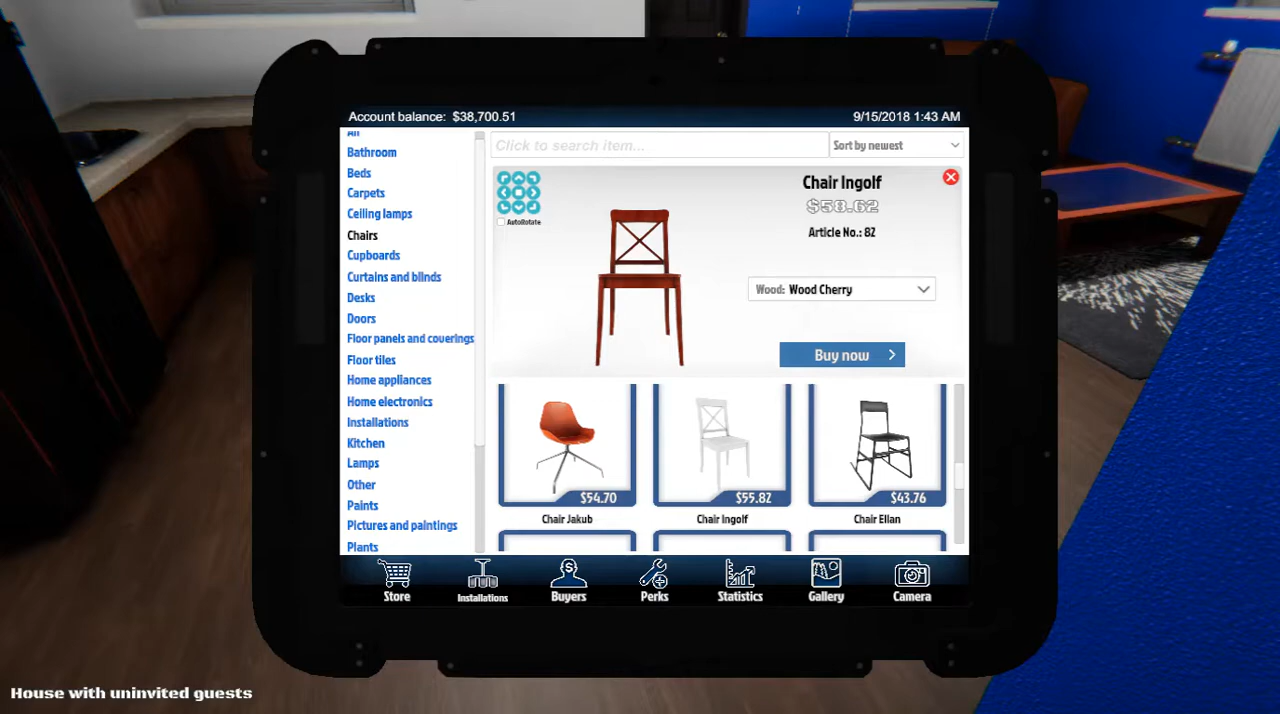 Account balance: $38,700.51
9/15/2018 1:43 AM
All
Bathroom
Beds
Carpets
Ceiling lamps
Chairs
Cupboards
Curtains and blinds
Desks
Doors
Floor panels and coverings
Floor tiles
Home appliances
Home electronics
Installations
Kitchen
Lamps
Other
Paints
Pictures and paintings
Plants
Click to search item...
Sort by newest
AutoRotate
Chair Ingolf
$58.62
Article No.: 82
Wood: Wood Cherry
Buy now
$54.70
$55.82
$43.76
Chair Jakub
Chair Ingolf
Chair Ellan
Store
Installations
Buyers
Perks
Statistics
Gallery
Camera
House with uninvited guests